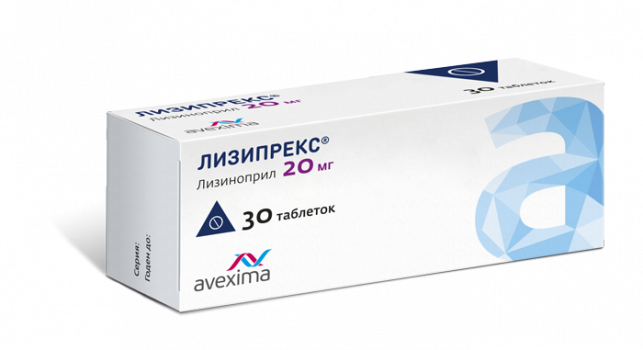 ЛИЗИПРЕКС®
Лизиноприл 20 мг
avexima
30 таблеток
ЛИЗИПРЕКС®
Лизиноприл 20 мг
30 таблеток
avexima
Серия:
Годен до: